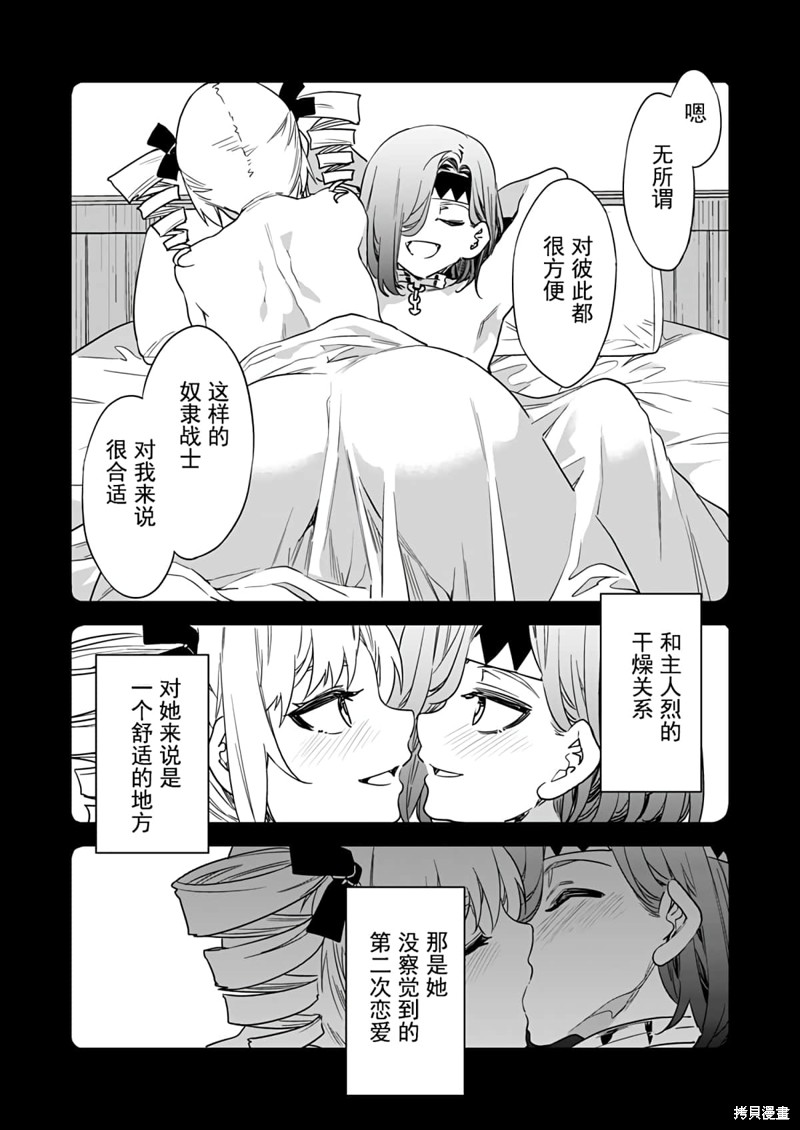 嗯
无所谓
对彼此都
很方便
这样的
奴隶战士
对我来说
很合适
和主人烈的
干燥关系
对她来说是
一个舒适的地方
那是她
没察觉到的
第二次恋爱
拷贝漫畫